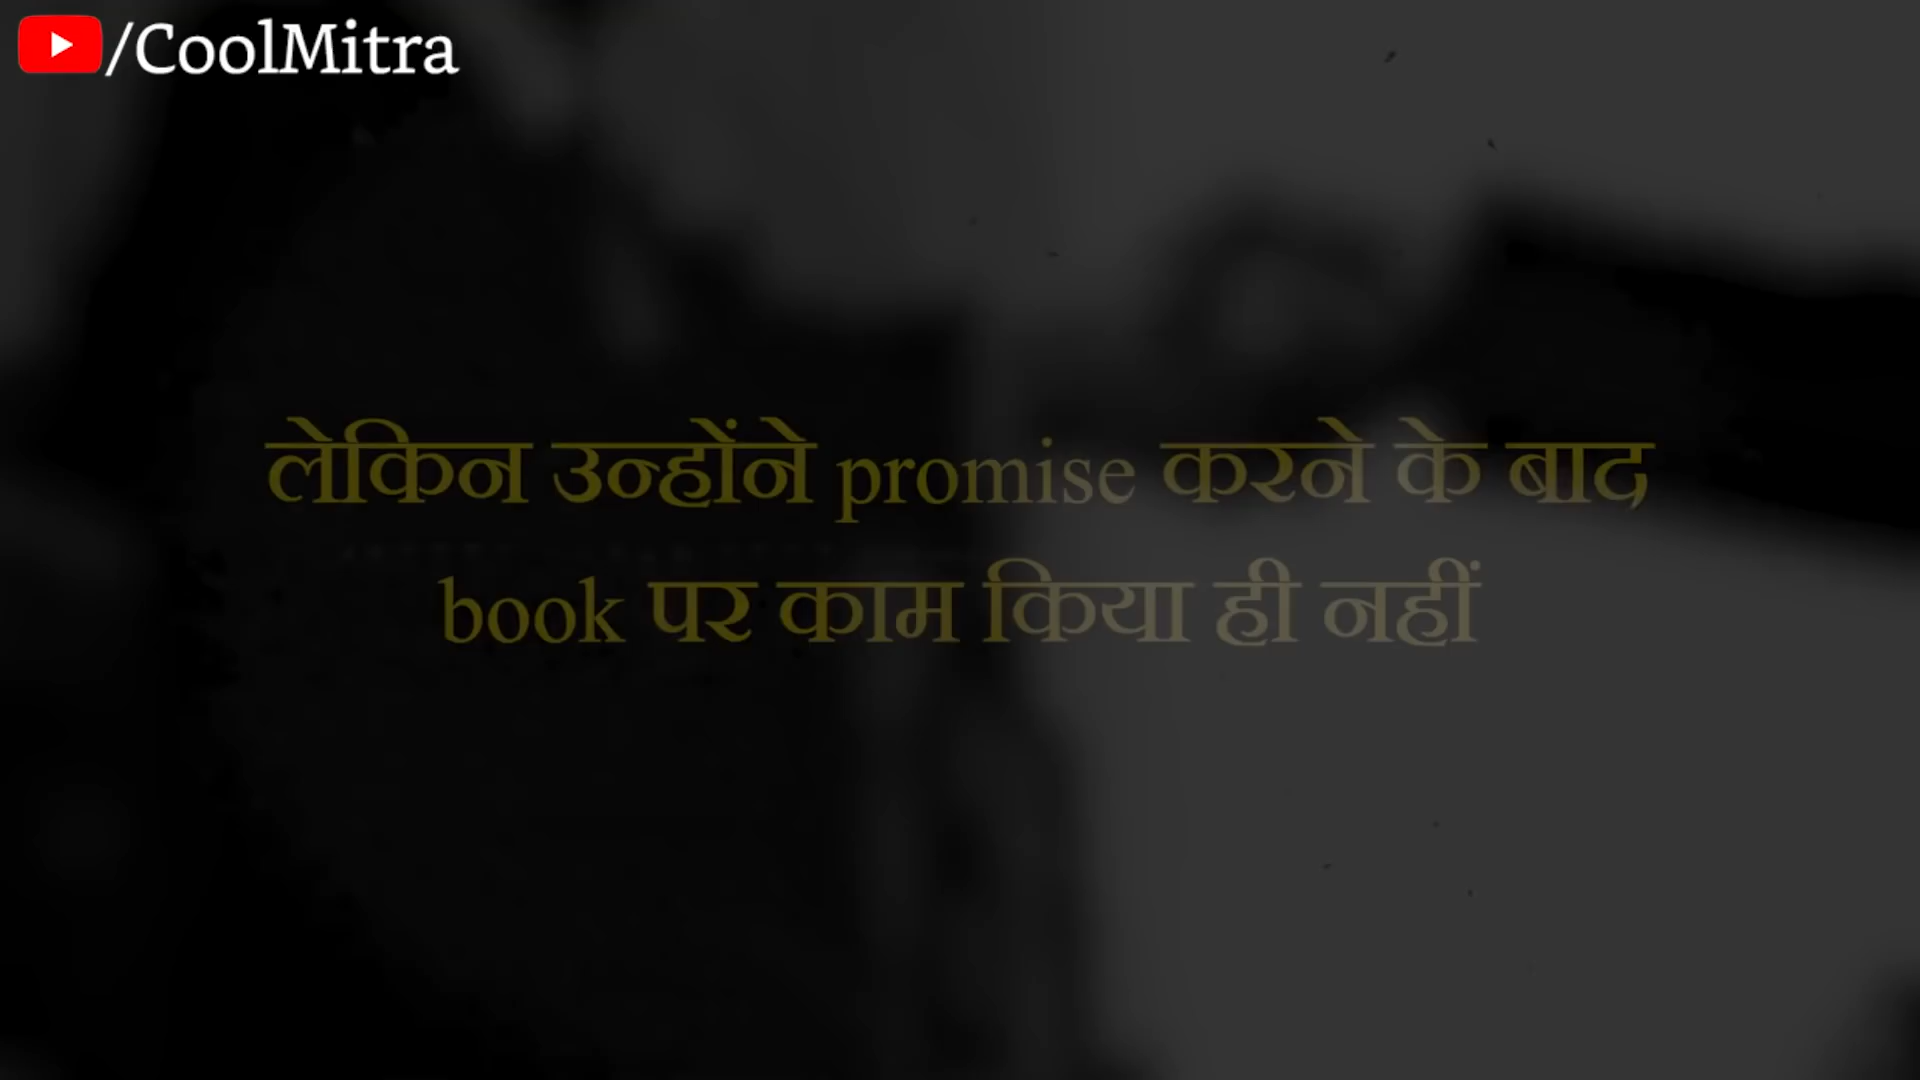 /CoolMitra
लेकिन उन्होंने promise करने के बाद
book पर काम किया ही नहीं